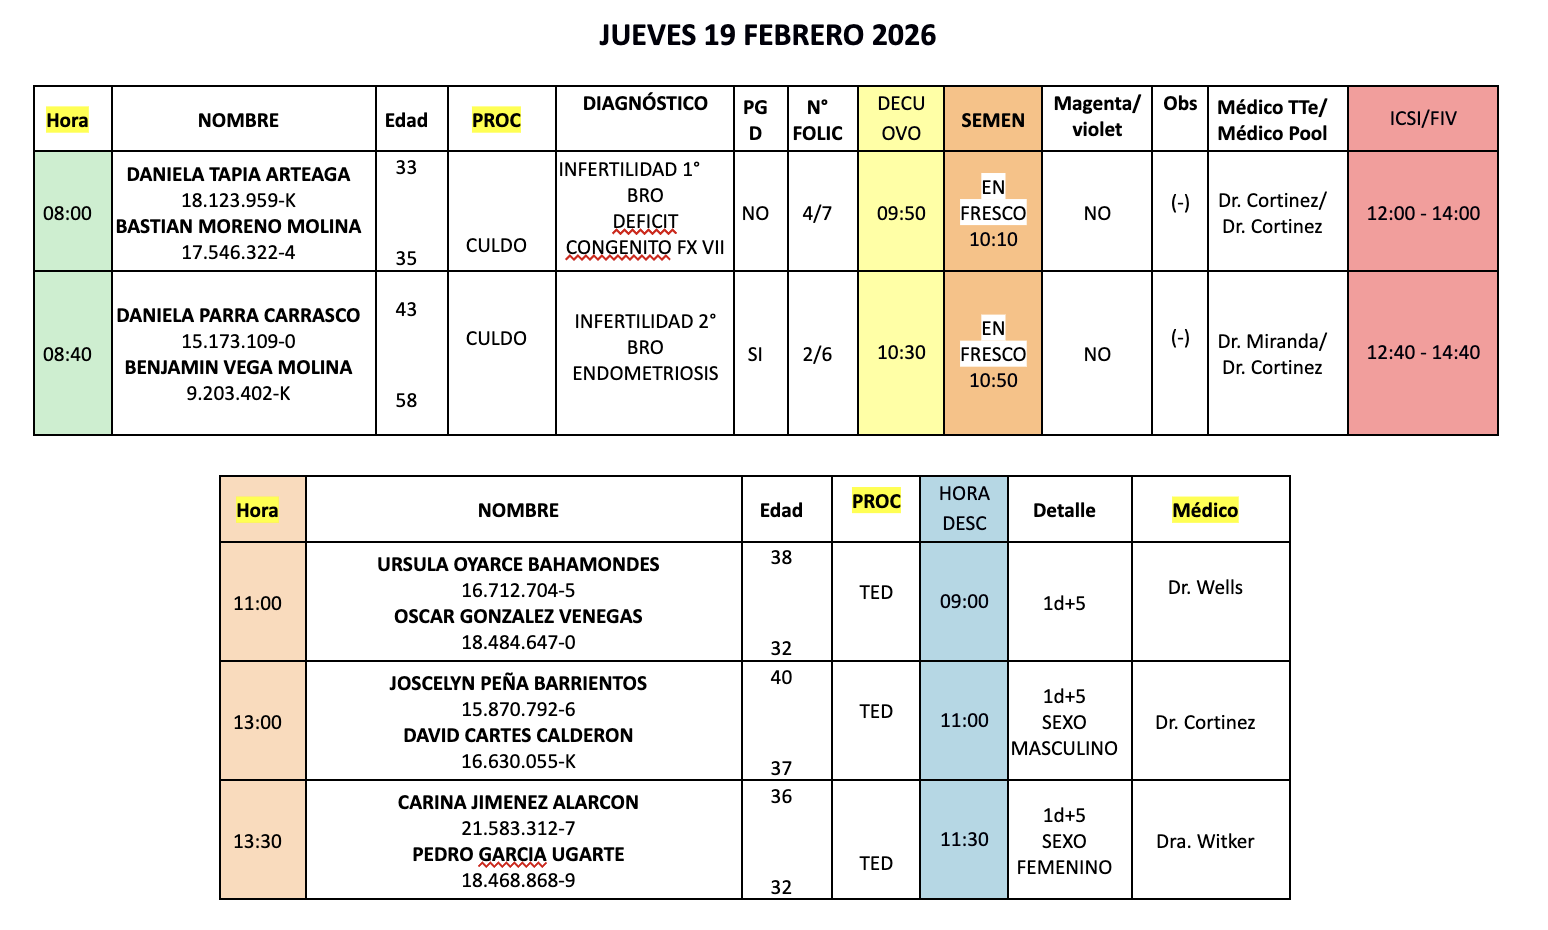 JUEVES 19 FEBRERO 2026
Hora
NOMBRE
Edad
PROC
DIAGNÓSTICO
PG
D
N°
FOLIC
DECU
OVO
SEMEN
Magenta/
violet
Obs
Médico TTe/
Médico Pool
ICSI/FIV
08:00
DANIELA TAPIA ARTEAGA
18.123.959-K
BASTIAN MORENO MOLINA
17.546.322-4
33
35
CULDO
INFERTILIDAD 1°
BRO
DEFICIT
CONGENITO FX VII
NO
4/7
09:50
EN
FRESCO
10:10
NO
(-)
Dr. Cortinez/
Dr. Cortinez
12:00 - 14:00
08:40
DANIELA PARRA CARRASCO
15.173.109-0
BENJAMIN VEGA MOLINA
9.203.402-K
43
58
CULDO
INFERTILIDAD 2°
BRO
ENDOMETRIOSIS
SI
2/6
10:30
EN
FRESCO
10:50
NO
(-)
Dr. Miranda/
Dr. Cortinez
12:40 - 14:40
Hora
NOMBRE
Edad
PROC
HORA
DESC
Detalle
Médico
11:00
URSULA OYARCE BAHAMONDES
16.712.704-5
OSCAR GONZALEZ VENEGAS
18.484.647-0
38
32
TED
09:00
1d+5
Dr. Wells
13:00
JOSCELYN PEÑA BARRIENTOS
15.870.792-6
DAVID CARTES CALDERON
16.630.055-K
40
37
TED
11:00
1d+5
SEXO
MASCULINO
Dr. Cortinez
13:30
CARINA JIMENEZ ALARCON
21.583.312-7
PEDRO GARCIA UGARTE
18.468.868-9
36
32
TED
11:30
1d+5
SEXO
FEMENINO
Dra. Witker